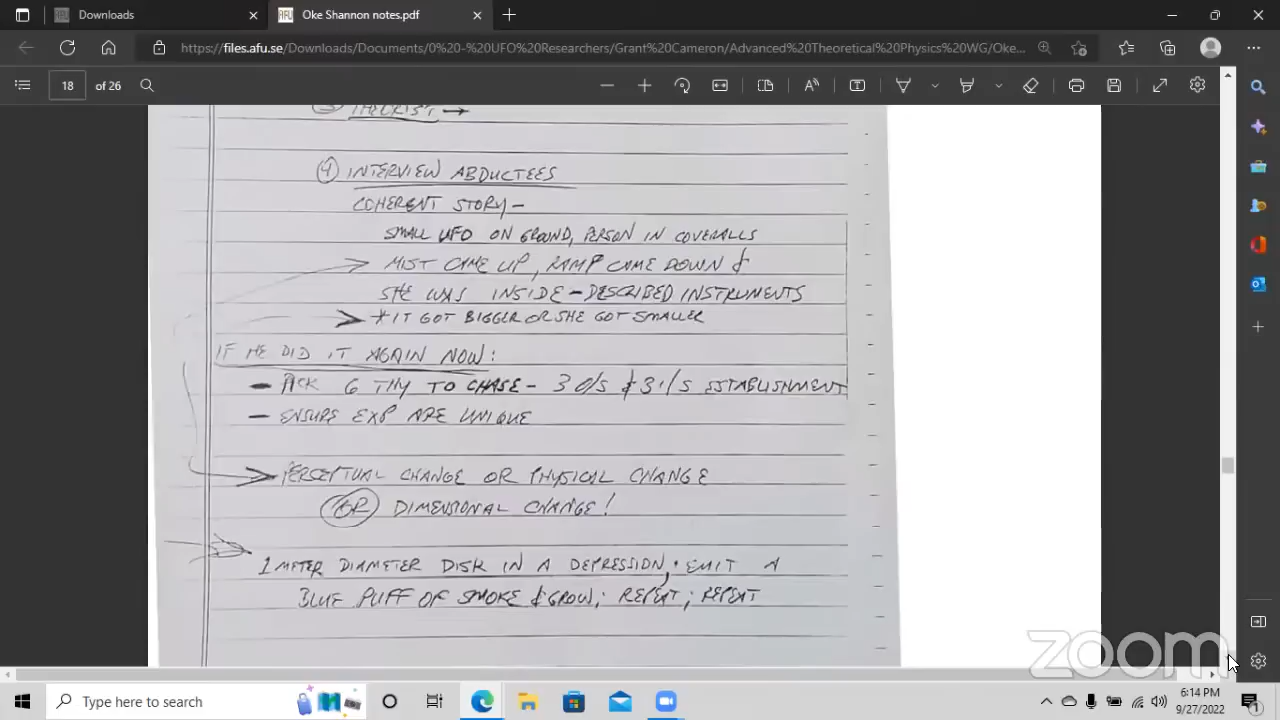 Downloads
Oke Shannon notes.pdf
https://files.afu.se/Downloads/Documents/0%20-%20UFO%20Researchers/Grant%20Cameron/Advanced%20Theoretical%20Physics%20WG/Oke...
18 of 26
③ THEORIST →
④ INTERVIEW ABDUCTEES
COHERENT STORY -
SMALL UFO ON GROUND, PERSON IN COVERALLS
MIST CAME UP, RAMP CAME DOWN &
SHE WAS INSIDE - DESCRIBED INSTRUMENTS
* IT GOT BIGGER OR SHE GOT SMALLER
IF HE DID IT AGAIN NOW:
- PICK 6 TO CHASE - 3 O/S & 3 I/S ESTABLISHMENT
- ENSURE EXP ARE UNIQUE
PERCEPTUAL CHANGE OR PHYSICAL CHANGE
OR DIMENSIONAL CHANGE!
1 METER DIAMETER DISK IN A DEPRESSION, EMIT A
BLUE PUFF OF SMOKE & GROW; REPEAT; REPEAT
zoom
Type here to search
6:14 PM
9/27/2022